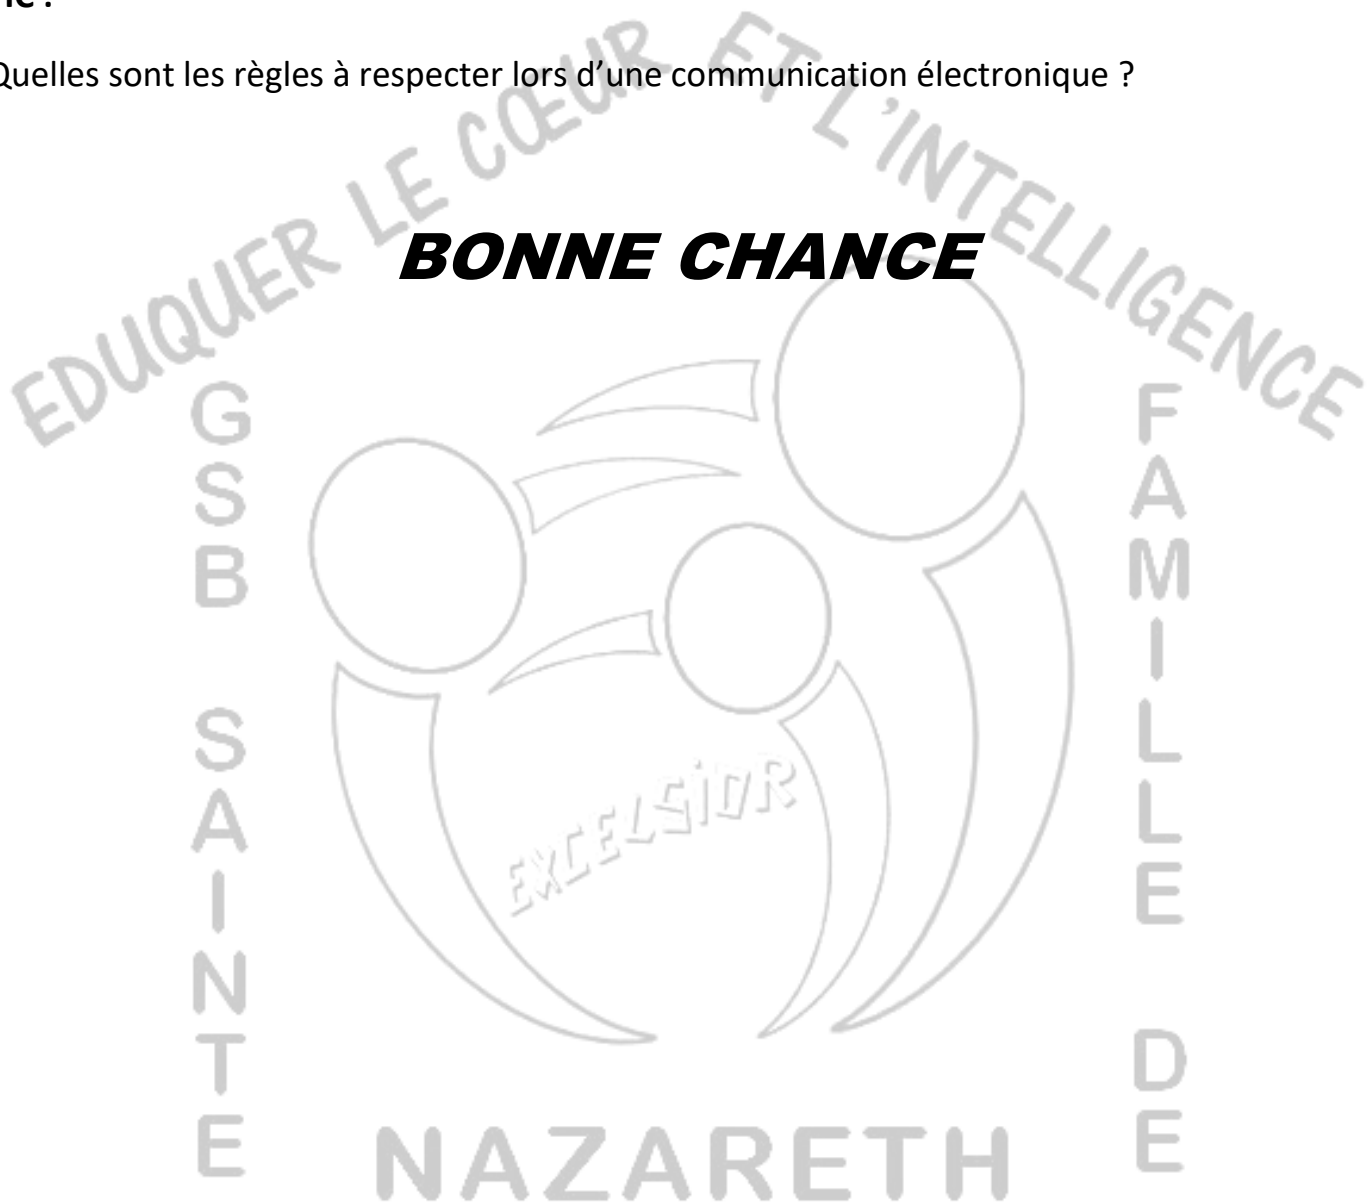 Quelles sont les règles à respecter lors d’une communication électronique ?
BONNE CHANCE
EDUQUER LE CŒUR ET L'INTELLIGENCE
GSB SAINTE
FAMILLE DE
NAZARETH
EXCELSIOR